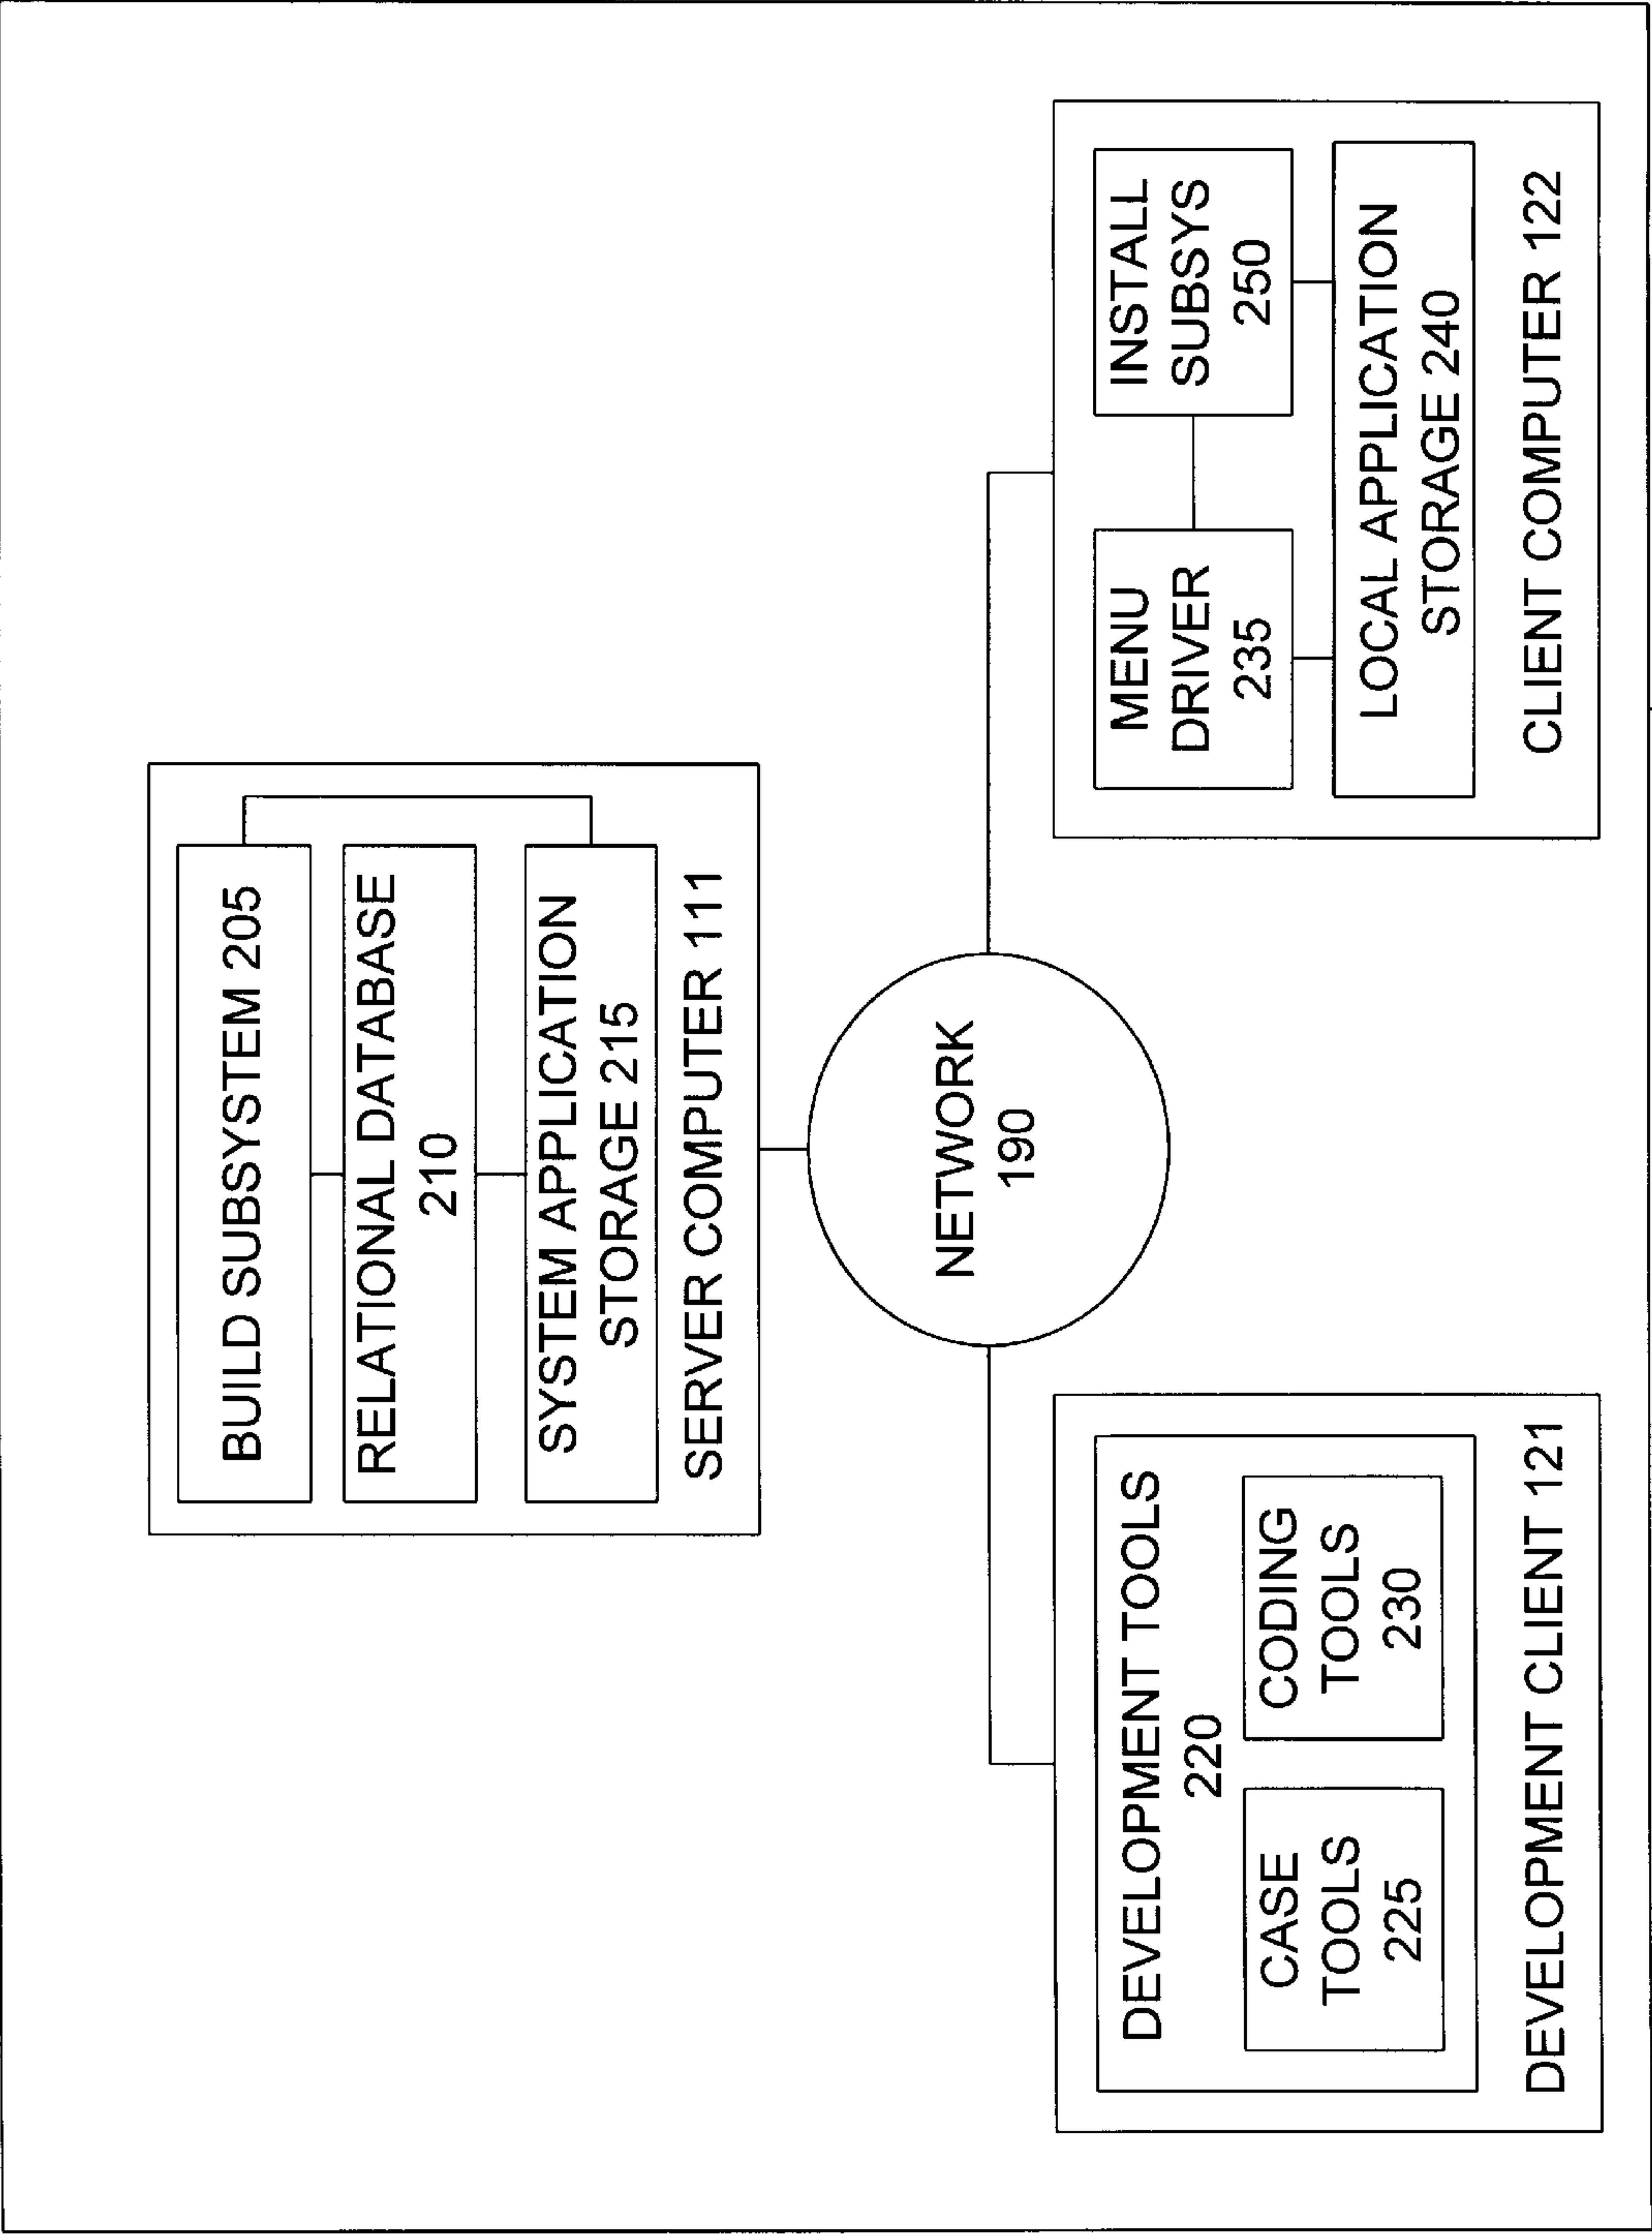 BUILD SUBSYSTEM 205
RELATIONAL DATABASE
210
SYSTEM APPLICATION
STORAGE 215
SERVER COMPUTER 111
NETWORK
190
DEVELOPMENT TOOLS
220
CASE
TOOLS
225
CODING
TOOLS
230
DEVELOPMENT CLIENT 121
MENU
DRIVER
235
INSTALL
SUBSYS
250
LOCAL APPLICATION
STORAGE 240
CLIENT COMPUTER 122